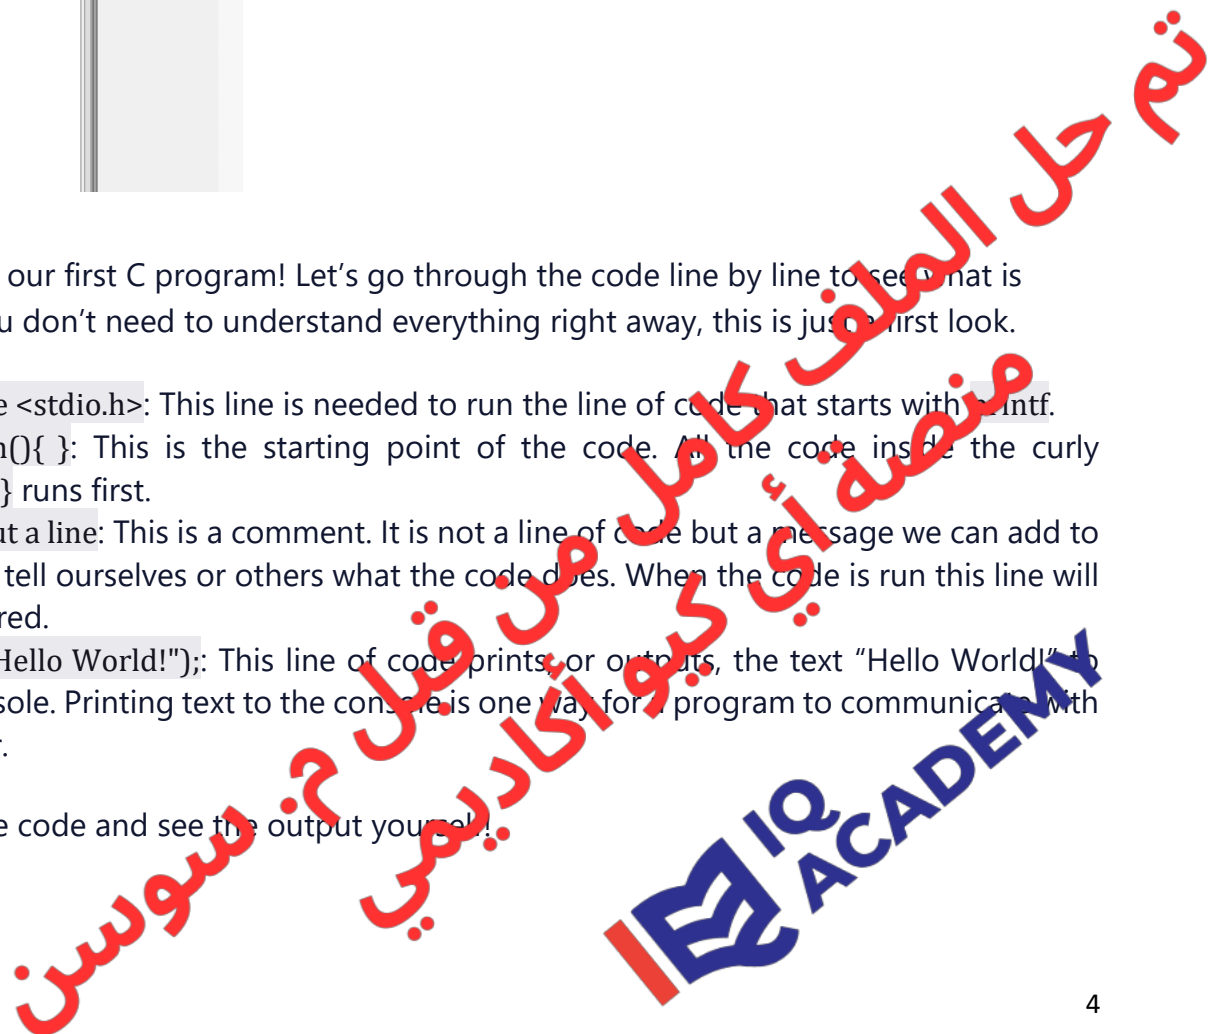 our first C program! Let’s go through the code line by line to see what is
u don’t need to understand everything right away, this is just a first look.
e <stdio.h>: This line is needed to run the line of code that starts with printf.
n(){ }: This is the starting point of the code. All the code inside the curly
} runs first.
ut a line: This is a comment. It is not a line of code but a message we can add to
tell ourselves or others what the code does. When the code is run this line will
red.
Hello World!");: This line of code prints, or outputs, the text “Hello World!” to
sole. Printing text to the console is one way for a program to communicate with
r.
e code and see the output yourself!
تم حل الملف كامل من قبل م. سوسن
منصة أي كيو أكاديمي
IQ
ACADEMY
4